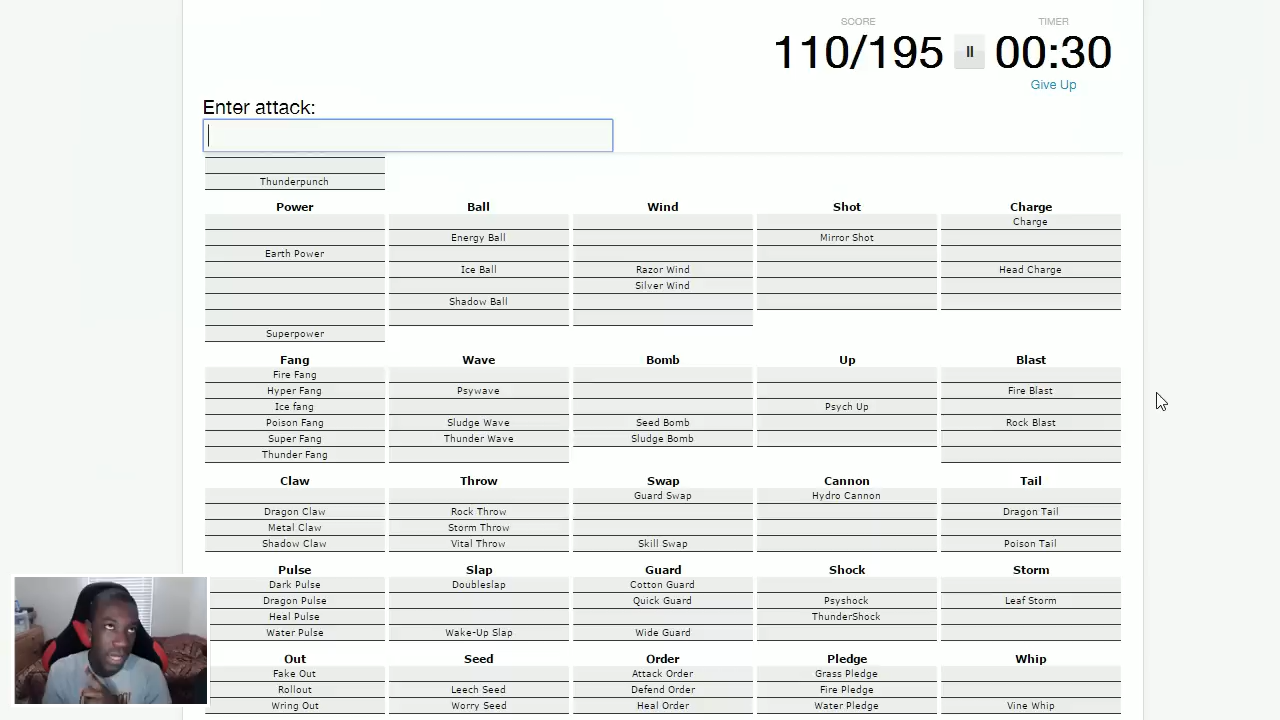 SCORE TIMER
110/195 II 00:30
Give Up
Enter attack:
Thunderpunch
Power Ball Wind Shot Charge
Charge
Energy Ball Mirror Shot
Earth Power
Ice Ball Razor Wind Head Charge
Silver Wind
Shadow Ball
Superpower
Fang Wave Bomb Up Blast
Fire Fang
Hyper Fang Psywave Fire Blast
Ice fang Psych Up
Poison Fang Sludge Wave Seed Bomb Rock Blast
Super Fang Thunder Wave Sludge Bomb
Thunder Fang
Claw Throw Swap Cannon Tail
Guard Swap Hydro Cannon
Dragon Claw Rock Throw Dragon Tail
Metal Claw Storm Throw
Shadow Claw Vital Throw Skill Swap Poison Tail
Pulse Slap Guard Shock Storm
Dark Pulse Doubleslap Cotton Guard
Dragon Pulse Quick Guard Psyshock Leaf Storm
Heal Pulse ThunderShock
Water Pulse Wake-Up Slap Wide Guard
Out Seed Order Pledge Whip
Fake Out Attack Order Grass Pledge
Rollout Leech Seed Defend Order Fire Pledge
Wring Out Worry Seed Heal Order Water Pledge Vine Whip